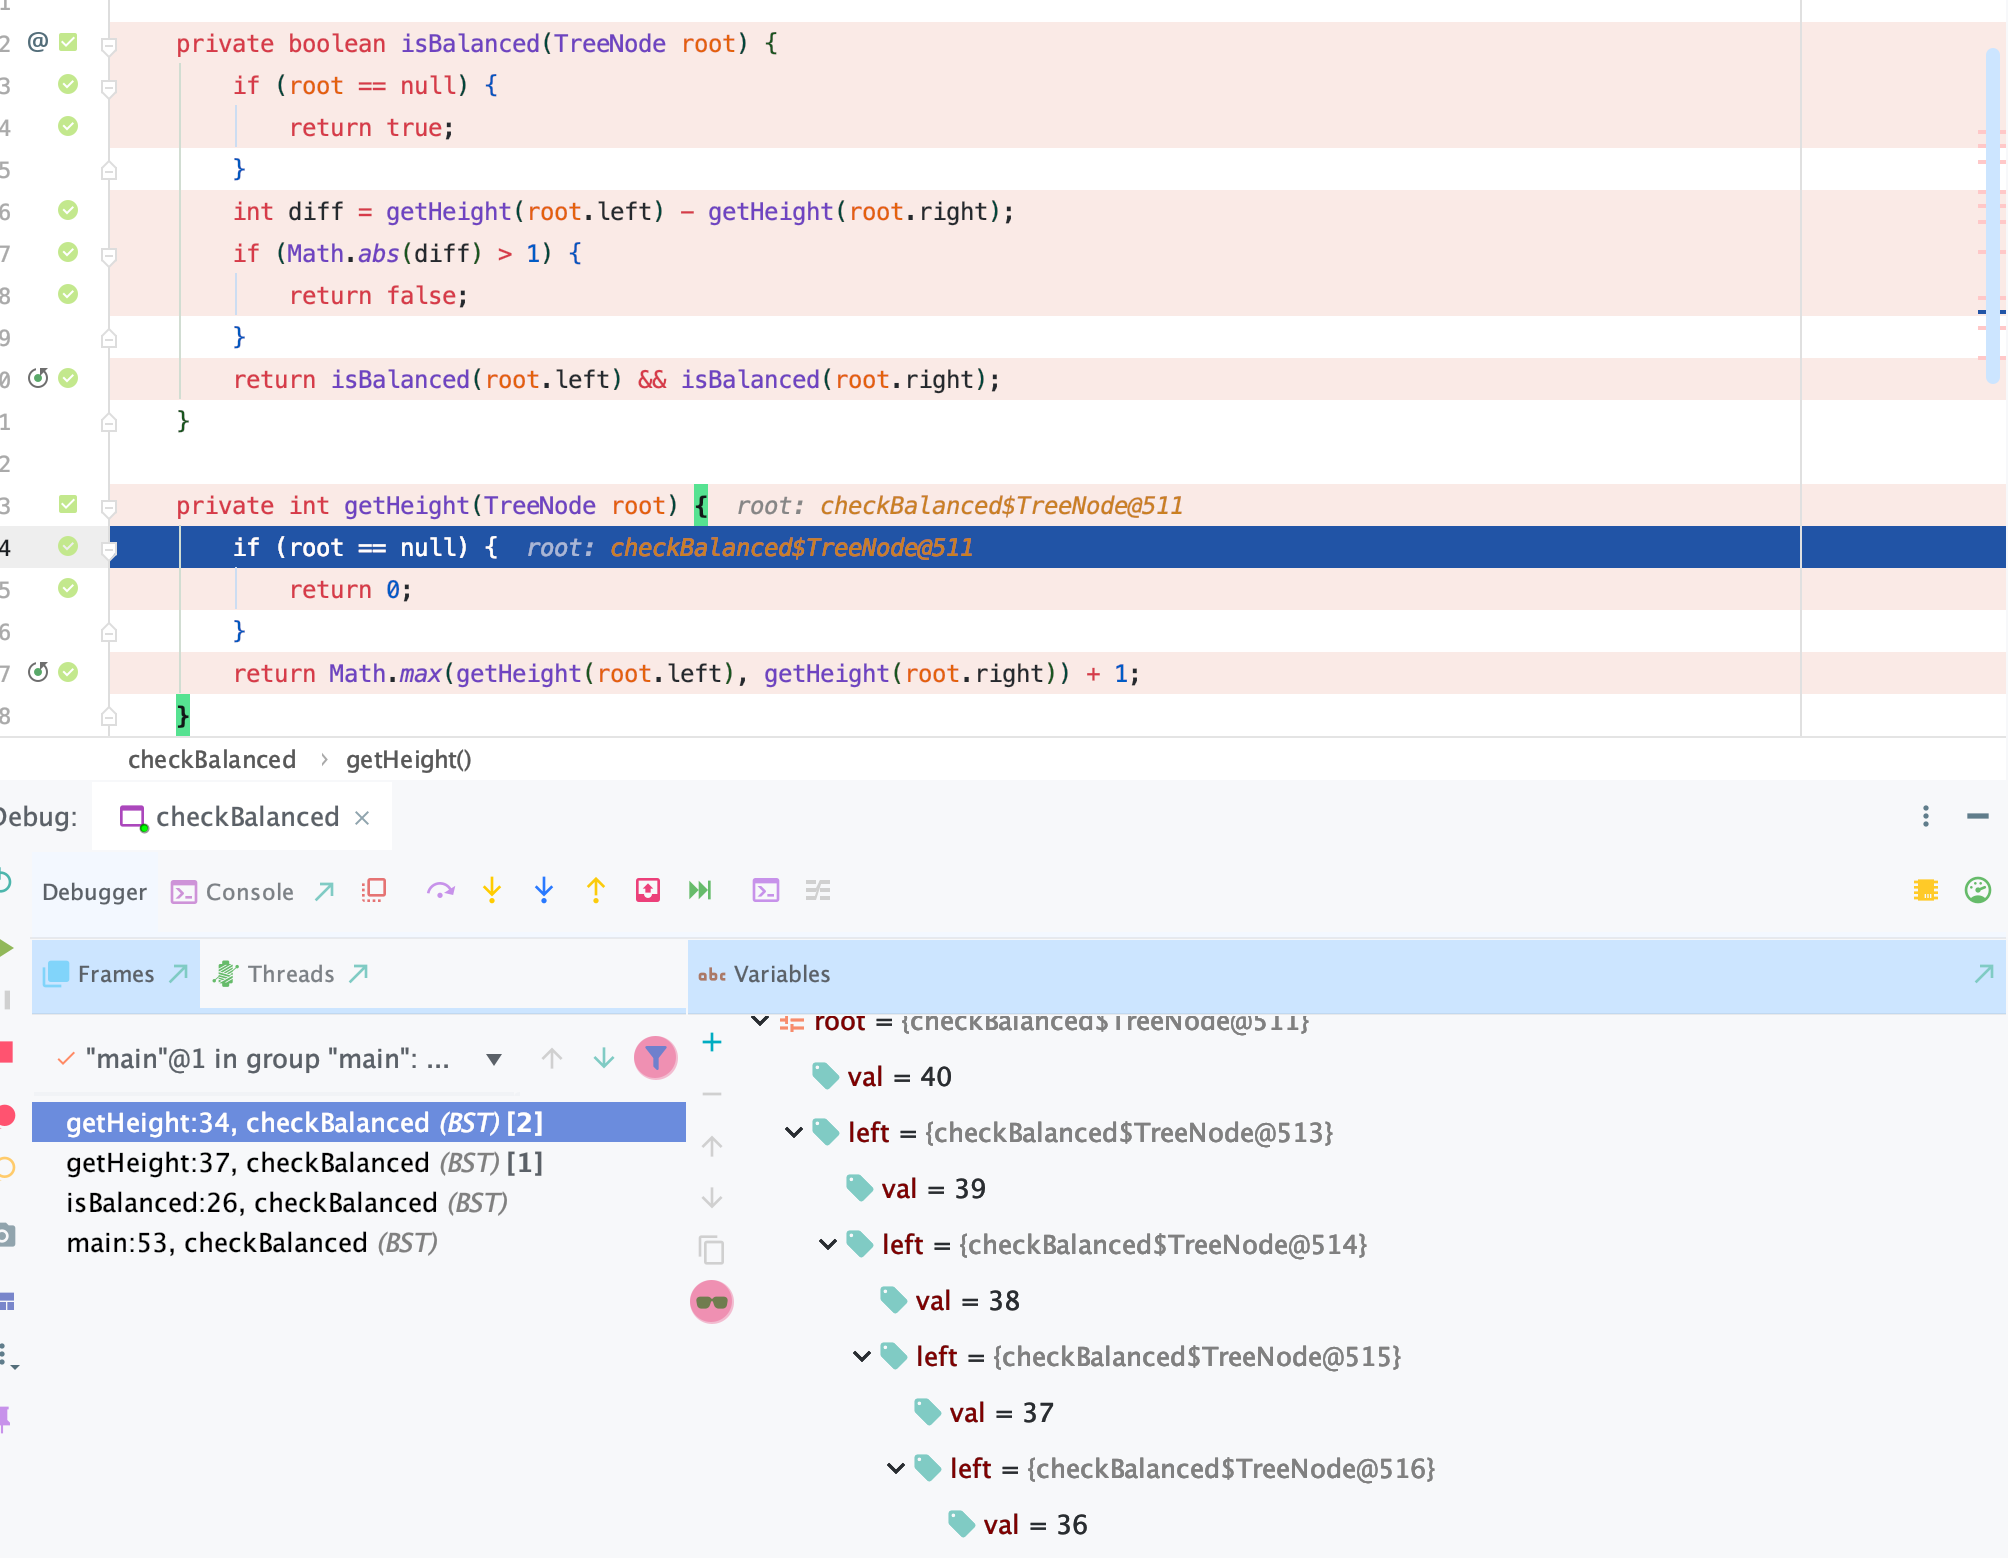 1
2 @ private boolean isBalanced(TreeNode root) {
3 if (root == null) {
4 return true;
5 }
6 int diff = getHeight(root.left) - getHeight(root.right);
7 if (Math.abs(diff) > 1) {
8 return false;
9 }
0 return isBalanced(root.left) && isBalanced(root.right);
1 }
2
3 private int getHeight(TreeNode root) { root: checkBalanced$TreeNode@511
4 if (root == null) { root: checkBalanced$TreeNode@511
5 return 0;
6 }
7 return Math.max(getHeight(root.left), getHeight(root.right)) + 1;
8 }
checkBalanced › getHeight()
Debug: checkBalanced ×
Debugger Console
Frames Threads
"main"@1 in group "main": ...
getHeight:34, checkBalanced (BST) [2]
getHeight:37, checkBalanced (BST) [1]
isBalanced:26, checkBalanced (BST)
main:53, checkBalanced (BST)
abc Variables
root = {checkBalanced$TreeNode@511}
val = 40
left = {checkBalanced$TreeNode@513}
val = 39
left = {checkBalanced$TreeNode@514}
val = 38
left = {checkBalanced$TreeNode@515}
val = 37
left = {checkBalanced$TreeNode@516}
val = 36